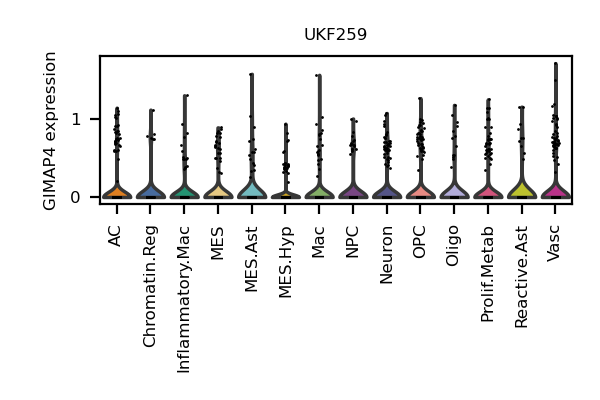 UKF259
GIMAP4 expression
1
0
AC
Chromatin.Reg
Inflammatory.Mac
MES
MES.Ast
MES.Hyp
Mac
NPC
Neuron
OPC
Oligo
Prolif.Metab
Reactive.Ast
Vasc